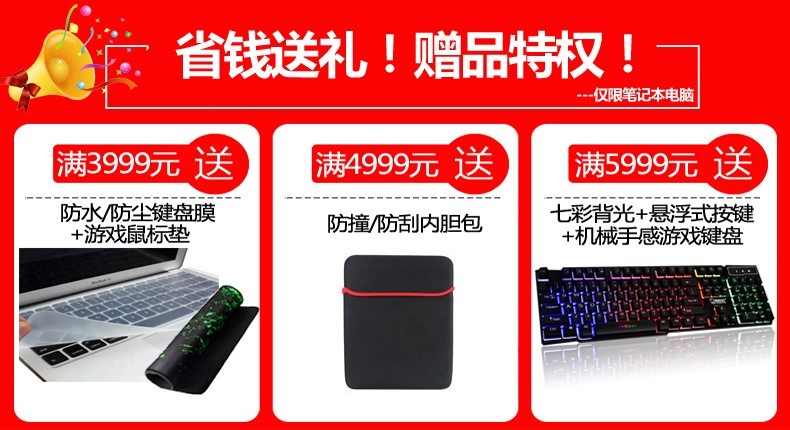 省钱送礼！赠品特权！
---仅限笔记本电脑
满3999元 送
防水/防尘键盘膜
+游戏鼠标垫
满4999元 送
防撞/防刮内胆包
满5999元 送
七彩背光+悬浮式按键
+机械手感游戏键盘